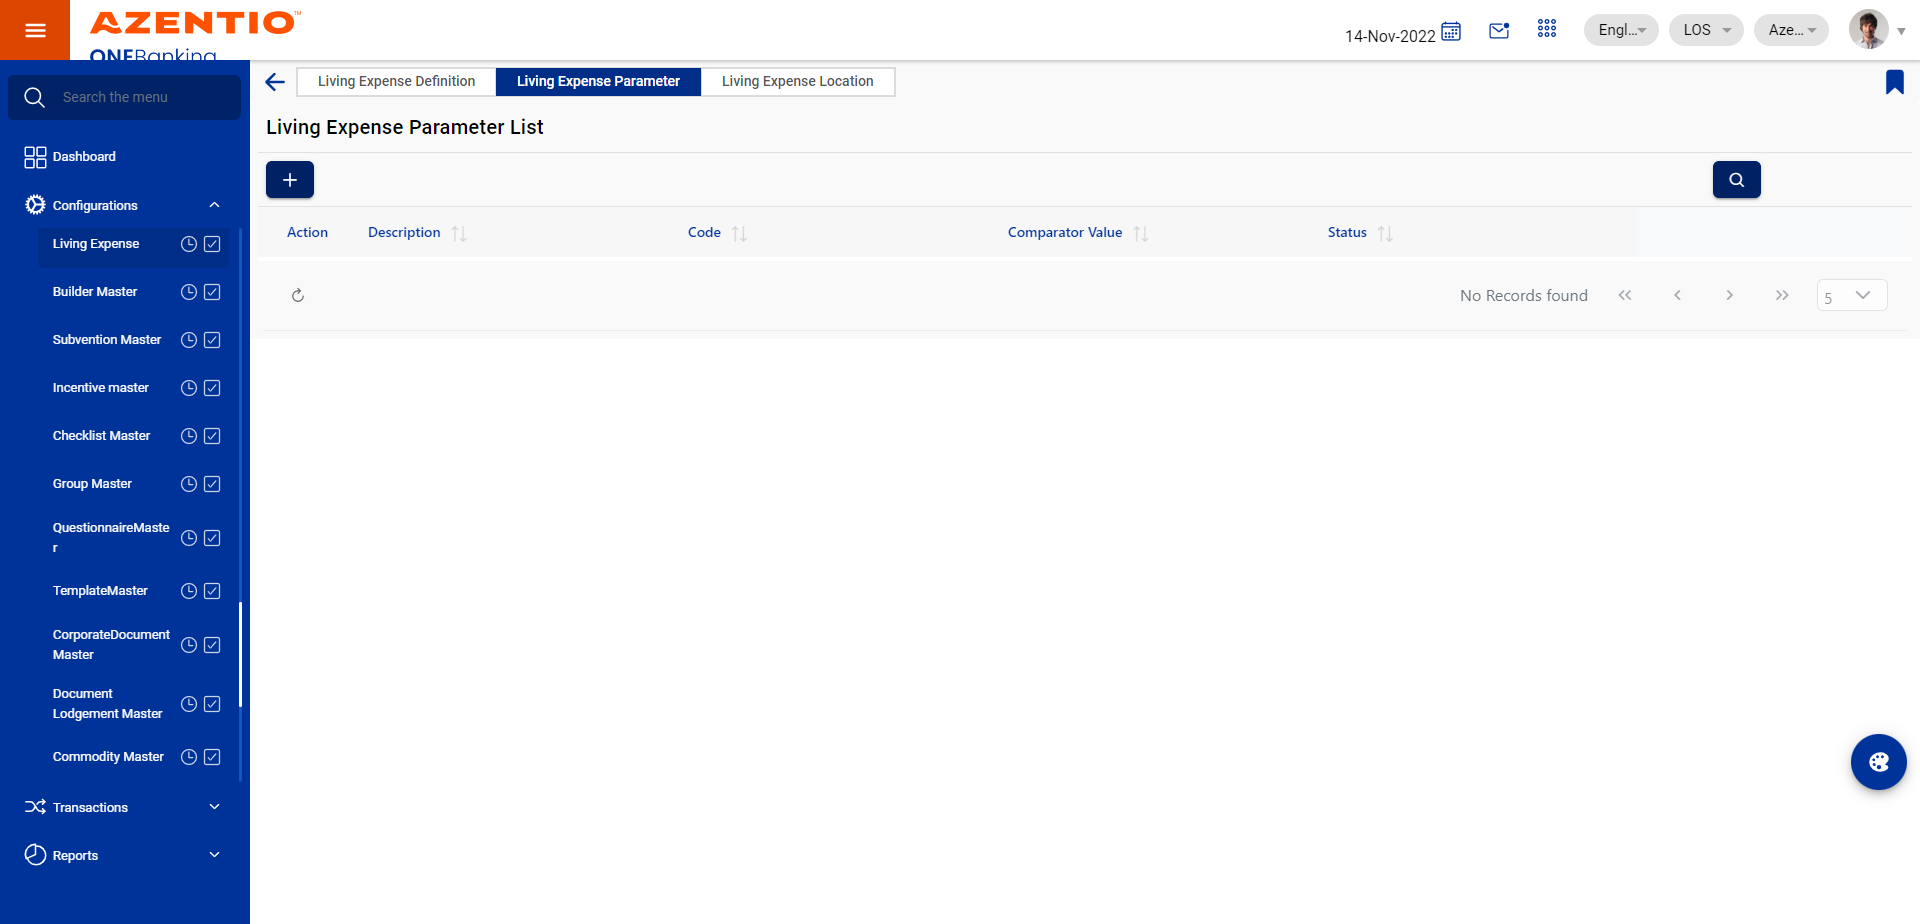 AZENTIO™
ONEBanking
14-Nov-2022
Engl...
LOS
Aze...
Search the menu
Dashboard
Configurations
Living Expense
Builder Master
Subvention Master
Incentive master
Checklist Master
Group Master
QuestionnaireMaste
r
TemplateMaster
CorporateDocument
Master
Document
Lodgement Master
Commodity Master
Transactions
Reports
Living Expense Definition
Living Expense Parameter
Living Expense Location
Living Expense Parameter List
Action
Description
Code
Comparator Value
Status
No Records found
5